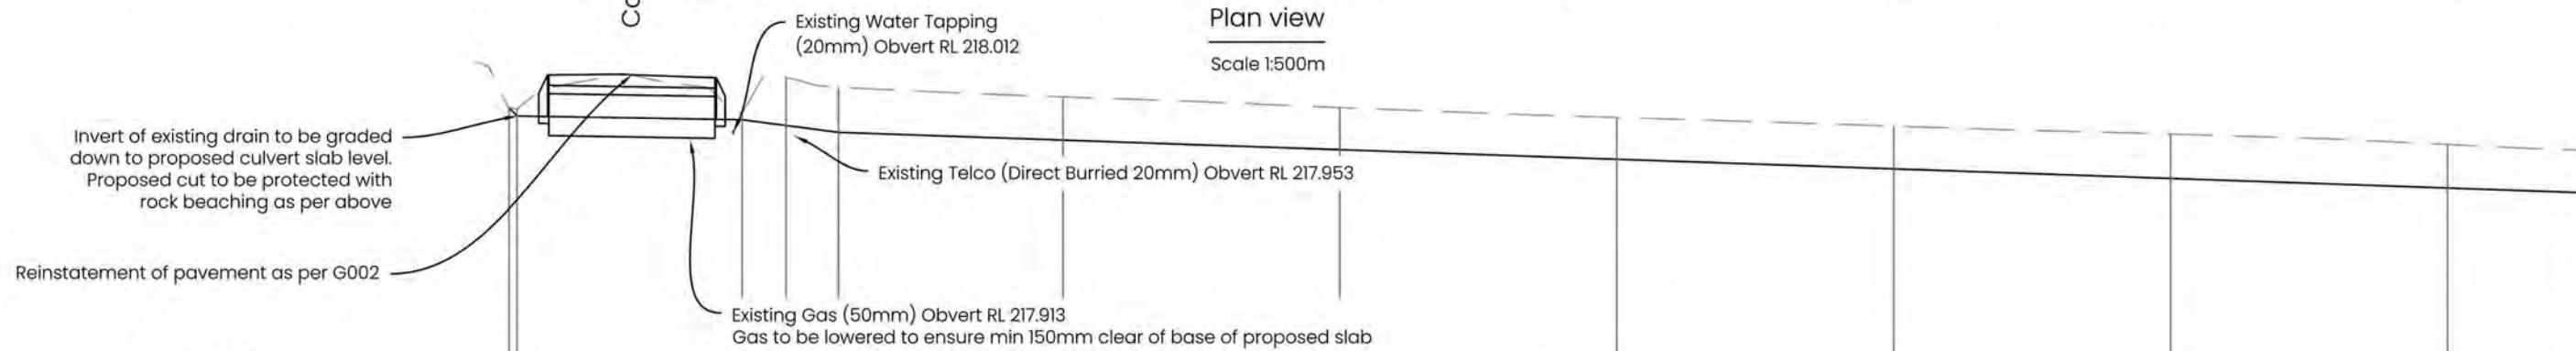 Co
Existing Water Tapping
(20mm) Obvert RL 218.012
Plan view
Scale 1:500m
Invert of existing drain to be graded
down to proposed culvert slab level.
Proposed cut to be protected with
rock beaching as per above
Existing Telco (Direct Burried 20mm) Obvert RL 217.953
Reinstatement of pavement as per G002
Existing Gas (50mm) Obvert RL 217.913
Gas to be lowered to ensure min 150mm clear of base of proposed slab